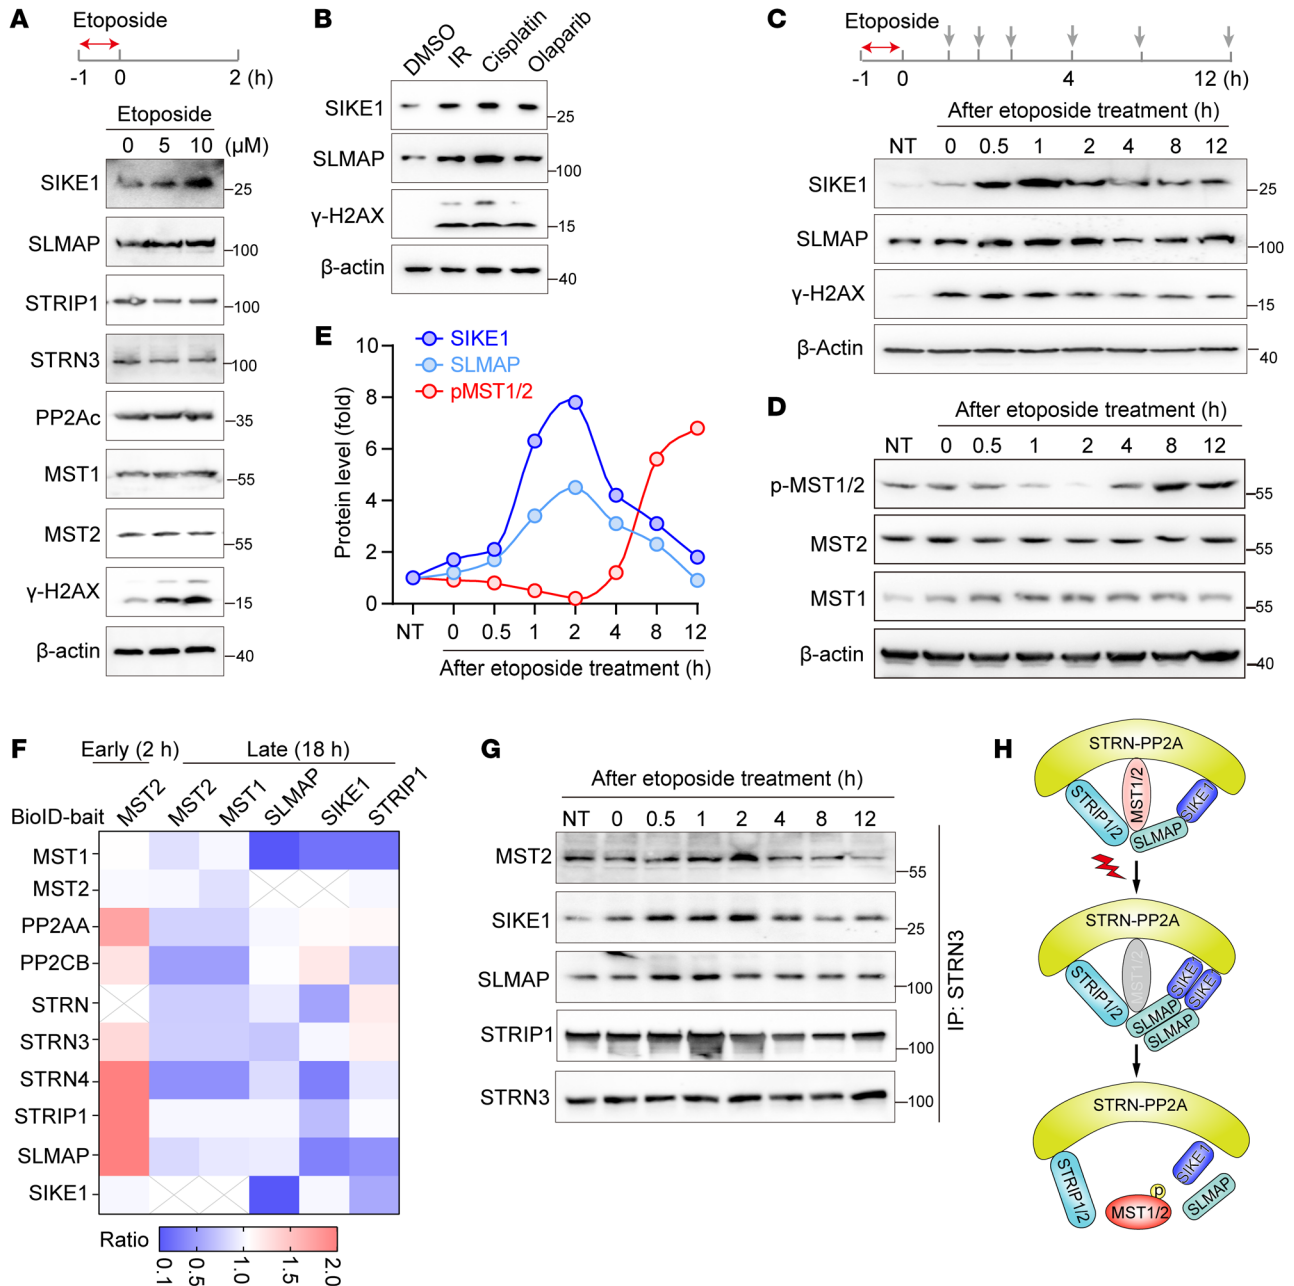 A
Etoposide
-1 0 2 (h)
Etoposide
0 5 10 (μM)
SIKE1
25
SLMAP
100
STRIP1
100
STRN3
100
PP2Ac
35
MST1
55
MST2
55
γ-H2AX
15
β-actin
40
B
DMSO IR Cisplatin Olaparib
SIKE1
25
SLMAP
100
γ-H2AX
15
β-actin
40
C
Etoposide
-1 0 4 12 (h)
After etoposide treatment (h)
NT 0 0.5 1 2 4 8 12
SIKE1
25
SLMAP
100
γ-H2AX
15
β-Actin
40
D
After etoposide treatment (h)
NT 0 0.5 1 2 4 8 12
p-MST1/2
55
MST2
55
MST1
55
β-actin
40
E
SIKE1
SLMAP
pMST1/2
Protein level (fold)
10
8
6
4
2
0
NT 0 0.5 1 2 4 8 12
After etoposide treatment (h)
F
Early (2 h) Late (18 h)
BioID-bait MST2 MST2 MST1 SLMAP SIKE1 STRIP1
MST1
MST2
PP2AA
PP2CB
STRN
STRN3
STRN4
STRIP1
SLMAP
SIKE1
Ratio
0.1 0.5 1.0 1.5 2.0
G
After etoposide treatment (h)
NT 0 0.5 1 2 4 8 12
MST2
55
SIKE1
25
SLMAP
100
STRIP1
100
STRN3
100
IP: STRN3
H
STRN-PP2A
STRIP1/2
MST1/2
SLMAP
SIKE1
STRN-PP2A
STRIP1/2
MST1/2
SIKE
SIKE
SLMAP
SLMAP
STRN-PP2A
STRIP1/2
p
MST1/2
SIKE1
SLMAP